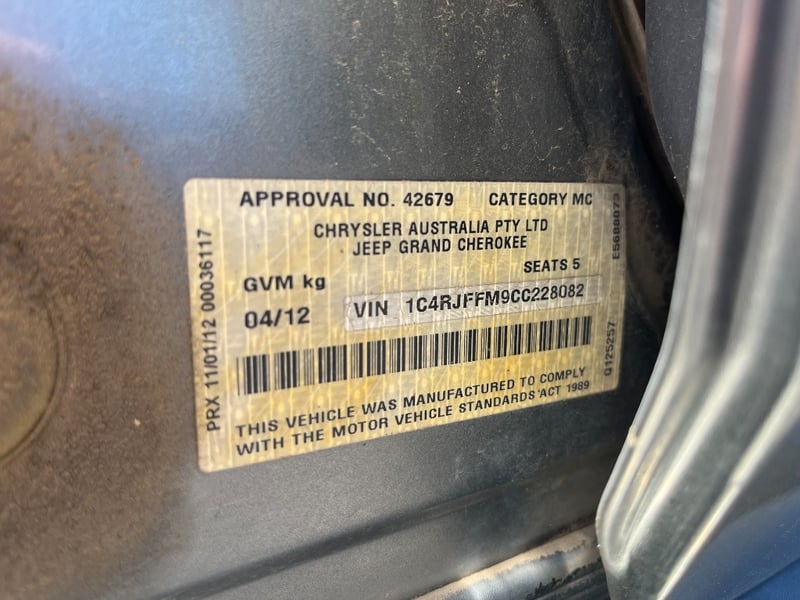 APPROVAL NO. 42679 CATEGORY MC
CHRYSLER AUSTRALIA PTY LTD
JEEP GRAND CHEROKEE
SEATS 5
GVM kg
04/12 VIN 1C4RJFFM9CC228082
THIS VEHICLE WAS MANUFACTURED TO COMPLY
WITH THE MOTOR VEHICLE STANDARDS ACT 1989
PRX 11/01/12 00036117
Q125257